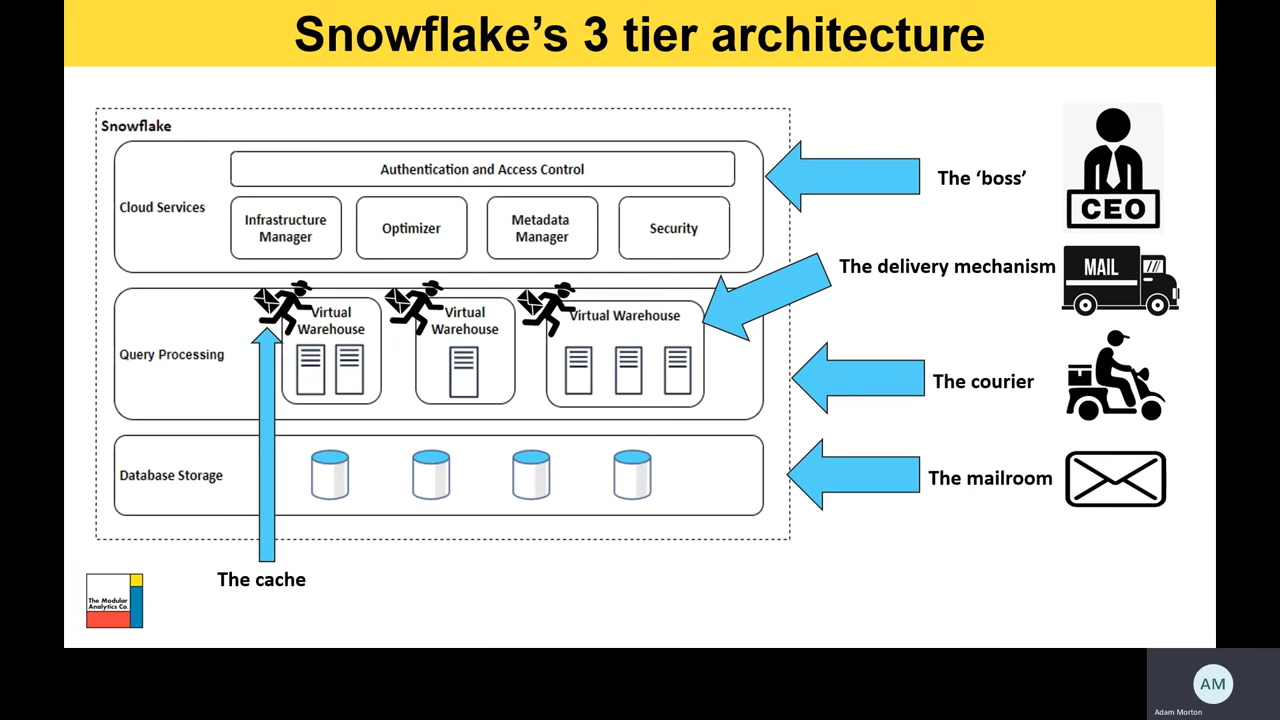 Snowflake’s 3 tier architecture
Snowflake
Authentication and Access Control
Cloud Services
Infrastructure
Manager
Optimizer
Metadada
Manager
Security
The ‘boss’
CEO
The delivery mechasism
MAIL
Virtual
Warehouse
Virtual
Warehouse
Virtual Warehouse
Query Processing
The courier
Database Storage
The mailroom
The cache
The Modular
Analytics Co.
AM
Adam Morton